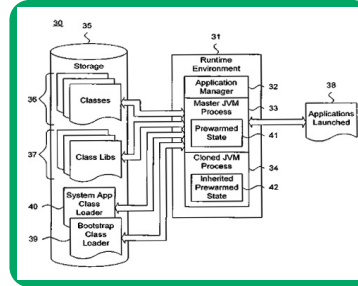 30
35
31
Storage
Runtime
Environment
36
Classes
Application
Manager
32
Master JVM
Process
33
Prewarmed
State
41
38
Applications
Launched
37
Class Libs
Cloned JVM
Process
34
Inherited
Prewarmed
State
42
40
System App
Class
Loader
39
Bootstrap
Class
Loader